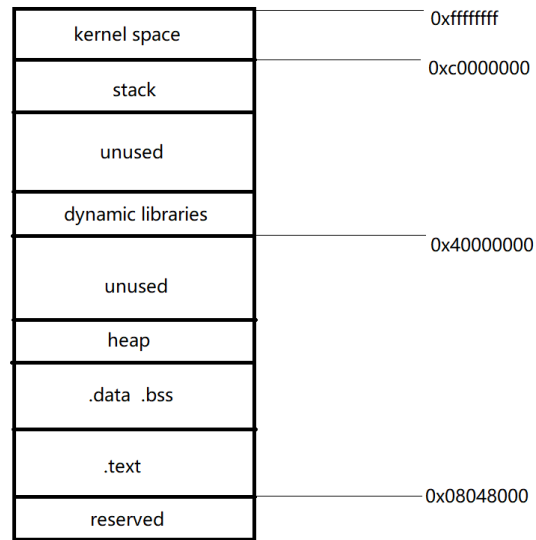 kernel space
0xffffffff
0xc0000000
stack
unused
dynamic libraries
0x40000000
unused
heap
.data .bss
.text
0x08048000
reserved